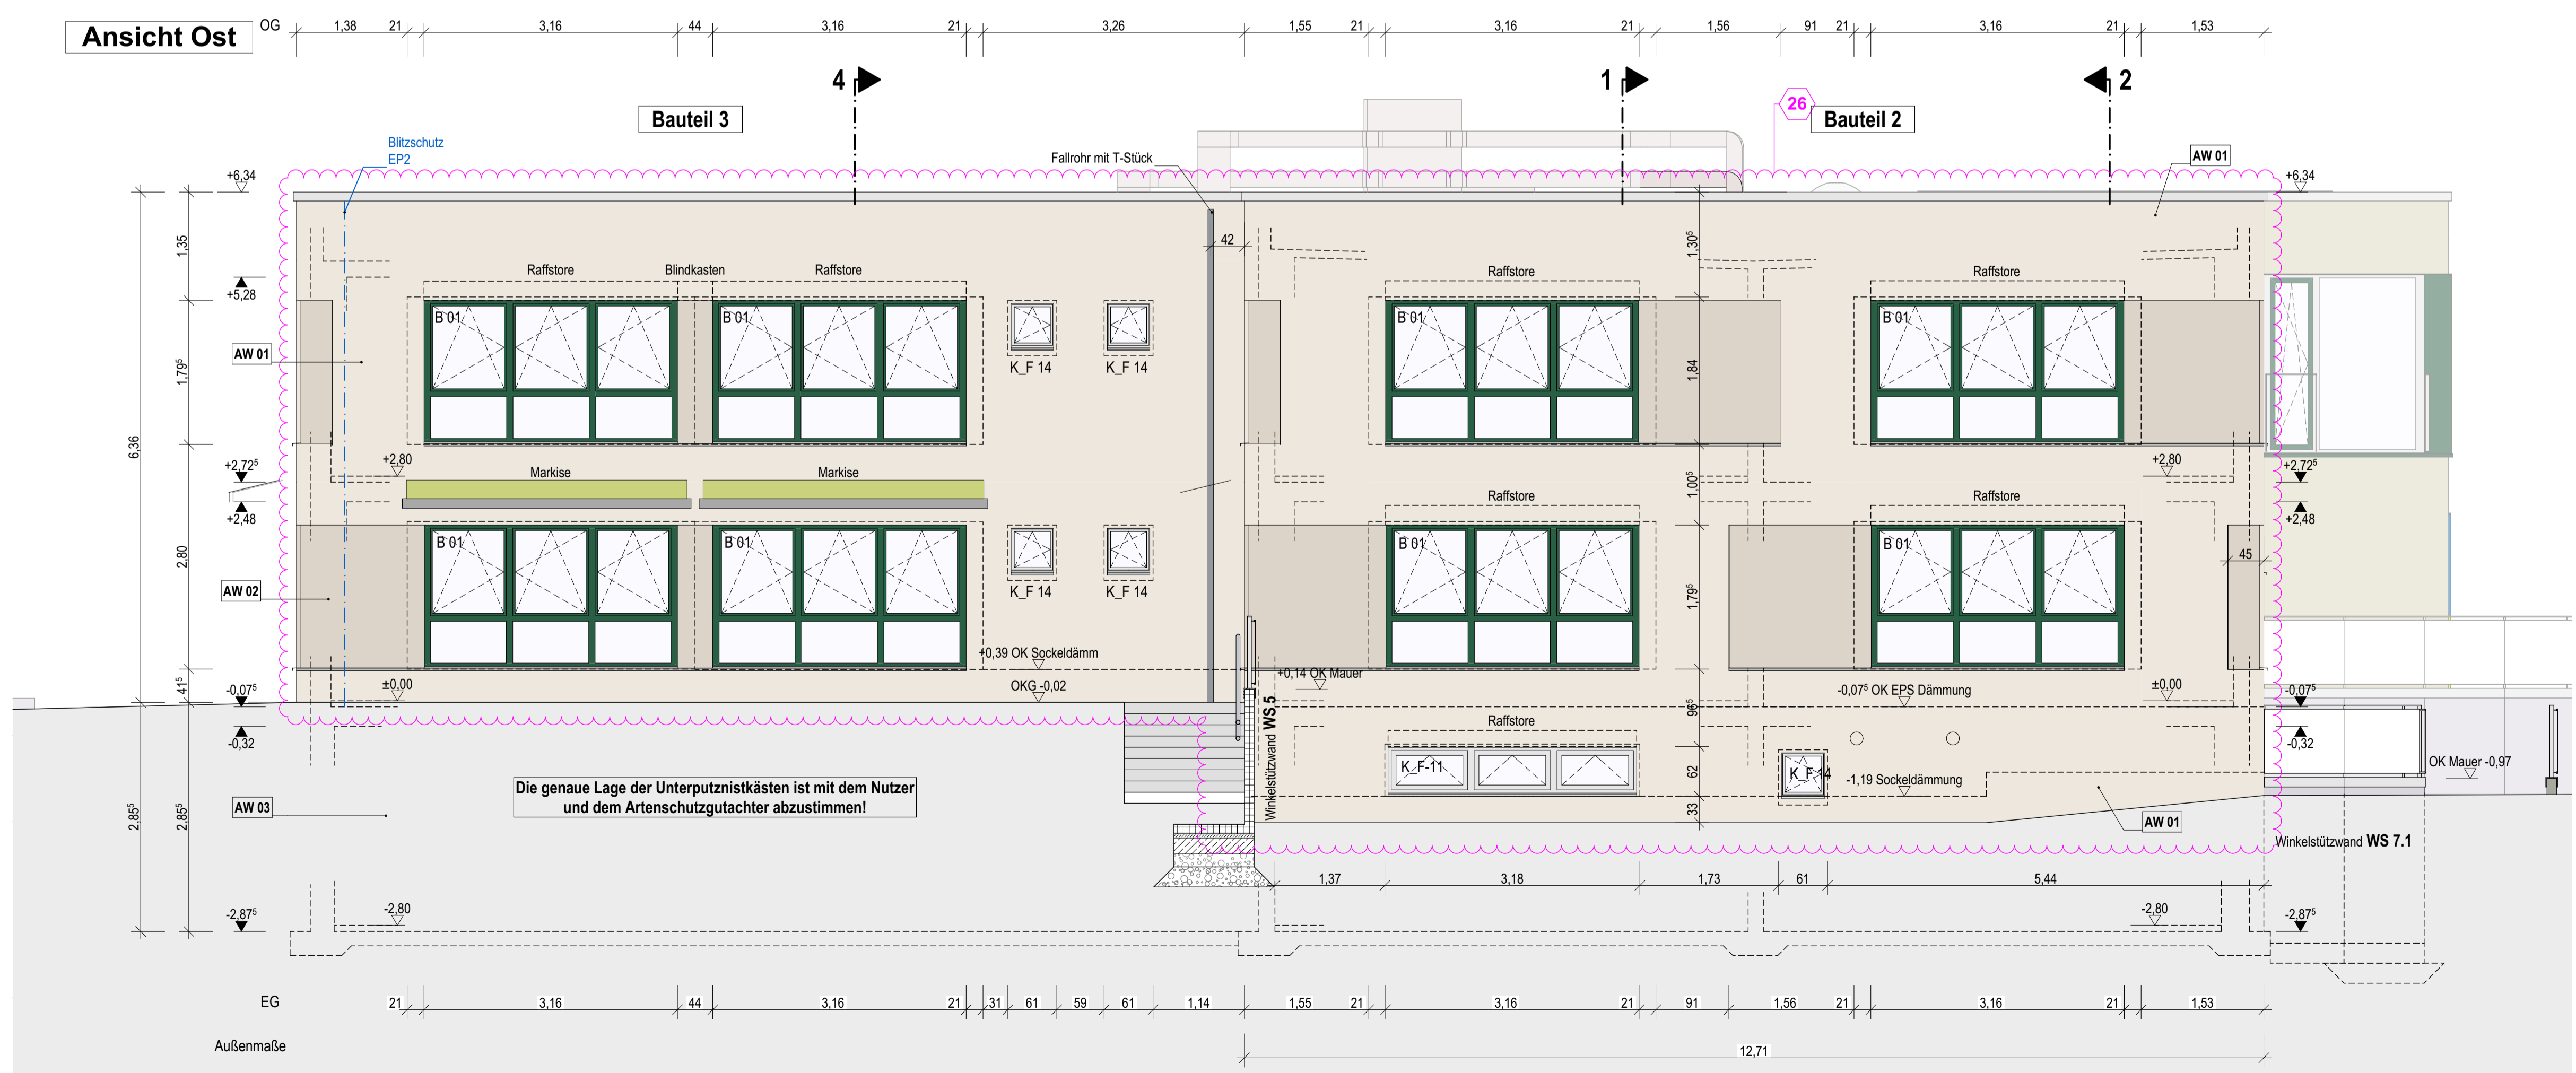 Ansicht Ost
OG
1,38 21 3,16 44 3,16 21 3,26 1,55 21 3,16 21 1,56 91 21 3,16 21 1,53
4
1
2
26
Bauteil 3
Bauteil 2
Blitzschutz
EP2
Fallrohr mit T-Stück
AW 01
+6,34
+6,34
1,35
42
1,30⁵
Raffstore
Blindkasten
Raffstore
Raffstore
Raffstore
+5,28
B 01
B 01
B 01
B 01
AW 01
1,79⁵
K_F 14
K_F 14
1,84
6,36
+2,72⁵
+2,80
Markise
Markise
+2,80
+2,72⁵
+2,48
1,00⁵
Raffstore
Raffstore
+2,48
2,80
B 01
B 01
B 01
B 01
45
AW 02
K_F 14
K_F 14
1,79⁵
+0,39 OK Sockeldämm
+0,14 OK Mauer
41⁵
-0,07⁵
±0,00
OKG -0,02
-0,07⁵ OK EPS Dämmung
±0,00
-0,07⁵
96⁵
-0,32
Raffstore
-0,32
Winkelstützwand WS 5
K_F-11
62
K_F 14
-1,19 Sockeldämmung
OK Mauer -0,97
Die genaue Lage der Unterputznistkästen ist mit dem Nutzer
und dem Artenschutzgutachter abzustimmen!
AW 03
2,85⁵
2,85⁵
33
AW 01
Winkelstützwand WS 7.1
1,37 3,18 1,73 61 5,44
-2,87⁵
-2,80
-2,80
-2,87⁵
EG
21 3,16 44 3,16 21 31 61 59 61 1,14 1,55 21 3,16 21 91 1,56 21 3,16 21 1,53
Außenmaße
12,71